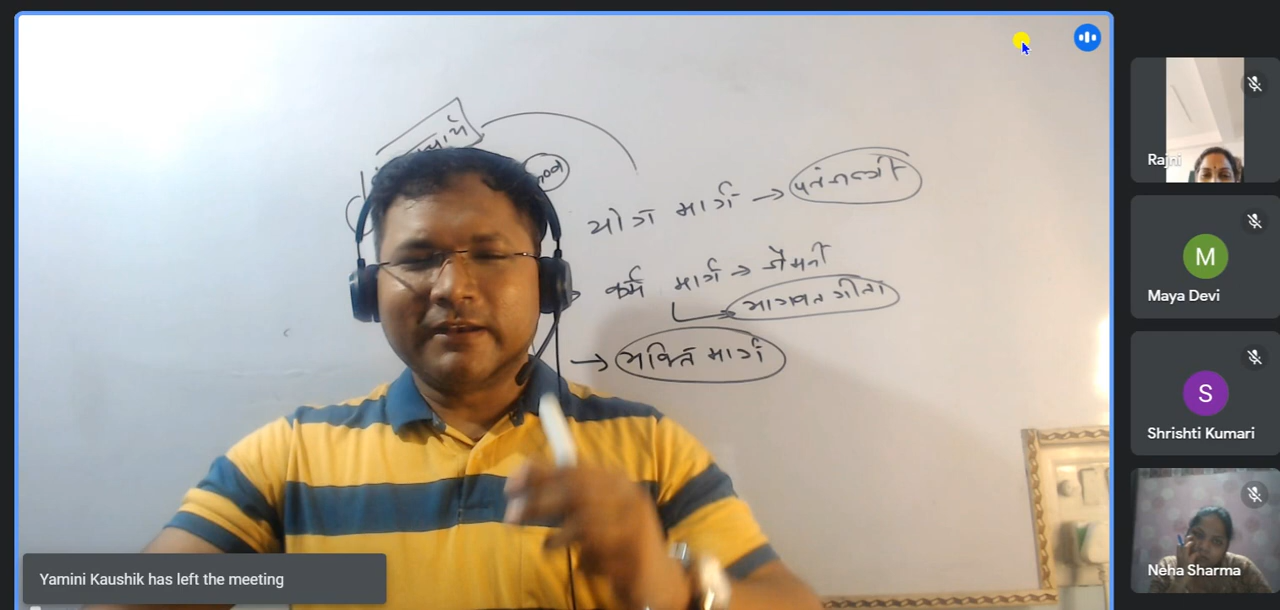 योग मार्ग → पतंजली
कर्म मार्ग → जैमनी
भागवत गीता
→ भक्ति मार्ग
Rajni
M
Maya Devi
S
Shrishti Kumari
Neha Sharma
Yamini Kaushik has left the meeting